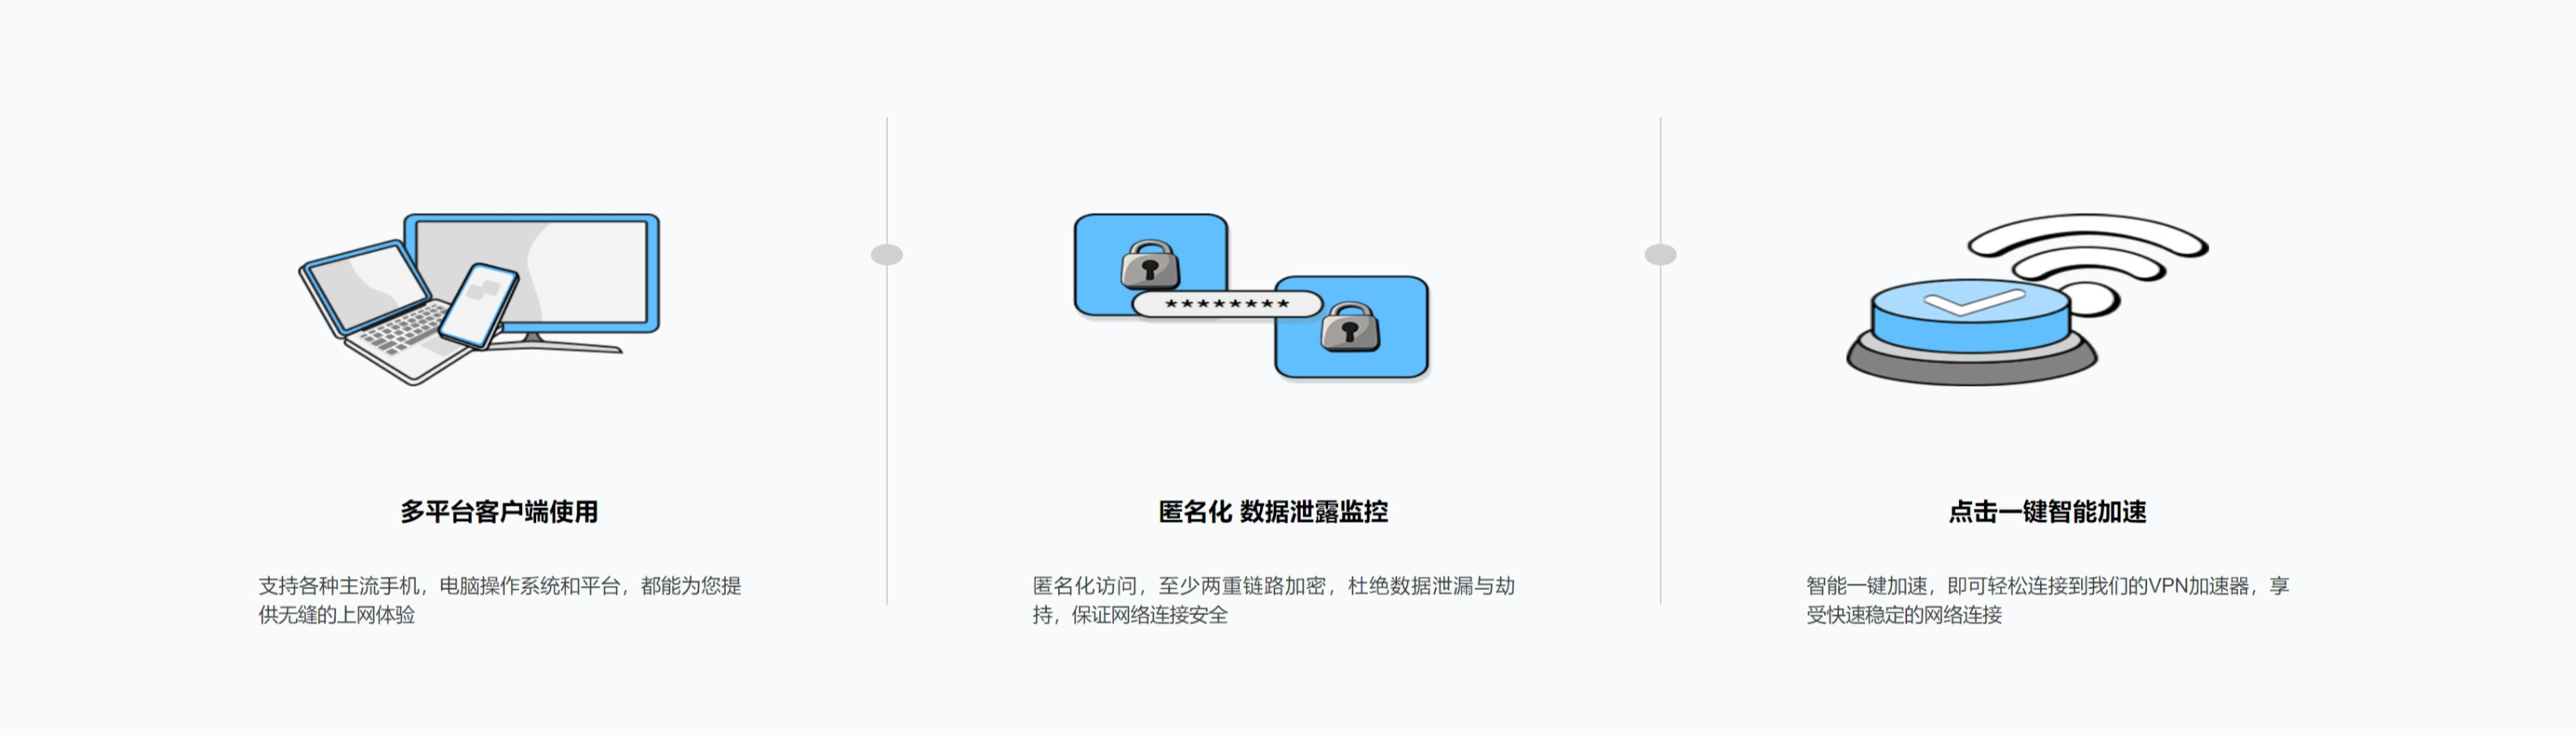 ********
多平台客户端使用
支持各种主流手机，电脑操作系统和平台，都能为您提
供无缝的上网体验
匿名化 数据泄露监控
匿名化访问，至少两重链路加密，杜绝数据泄漏与劫
持，保证网络连接安全
点击一键智能加速
智能一键加速，即可轻松连接到我们的VPN加速器，享
受快速稳定的网络连接